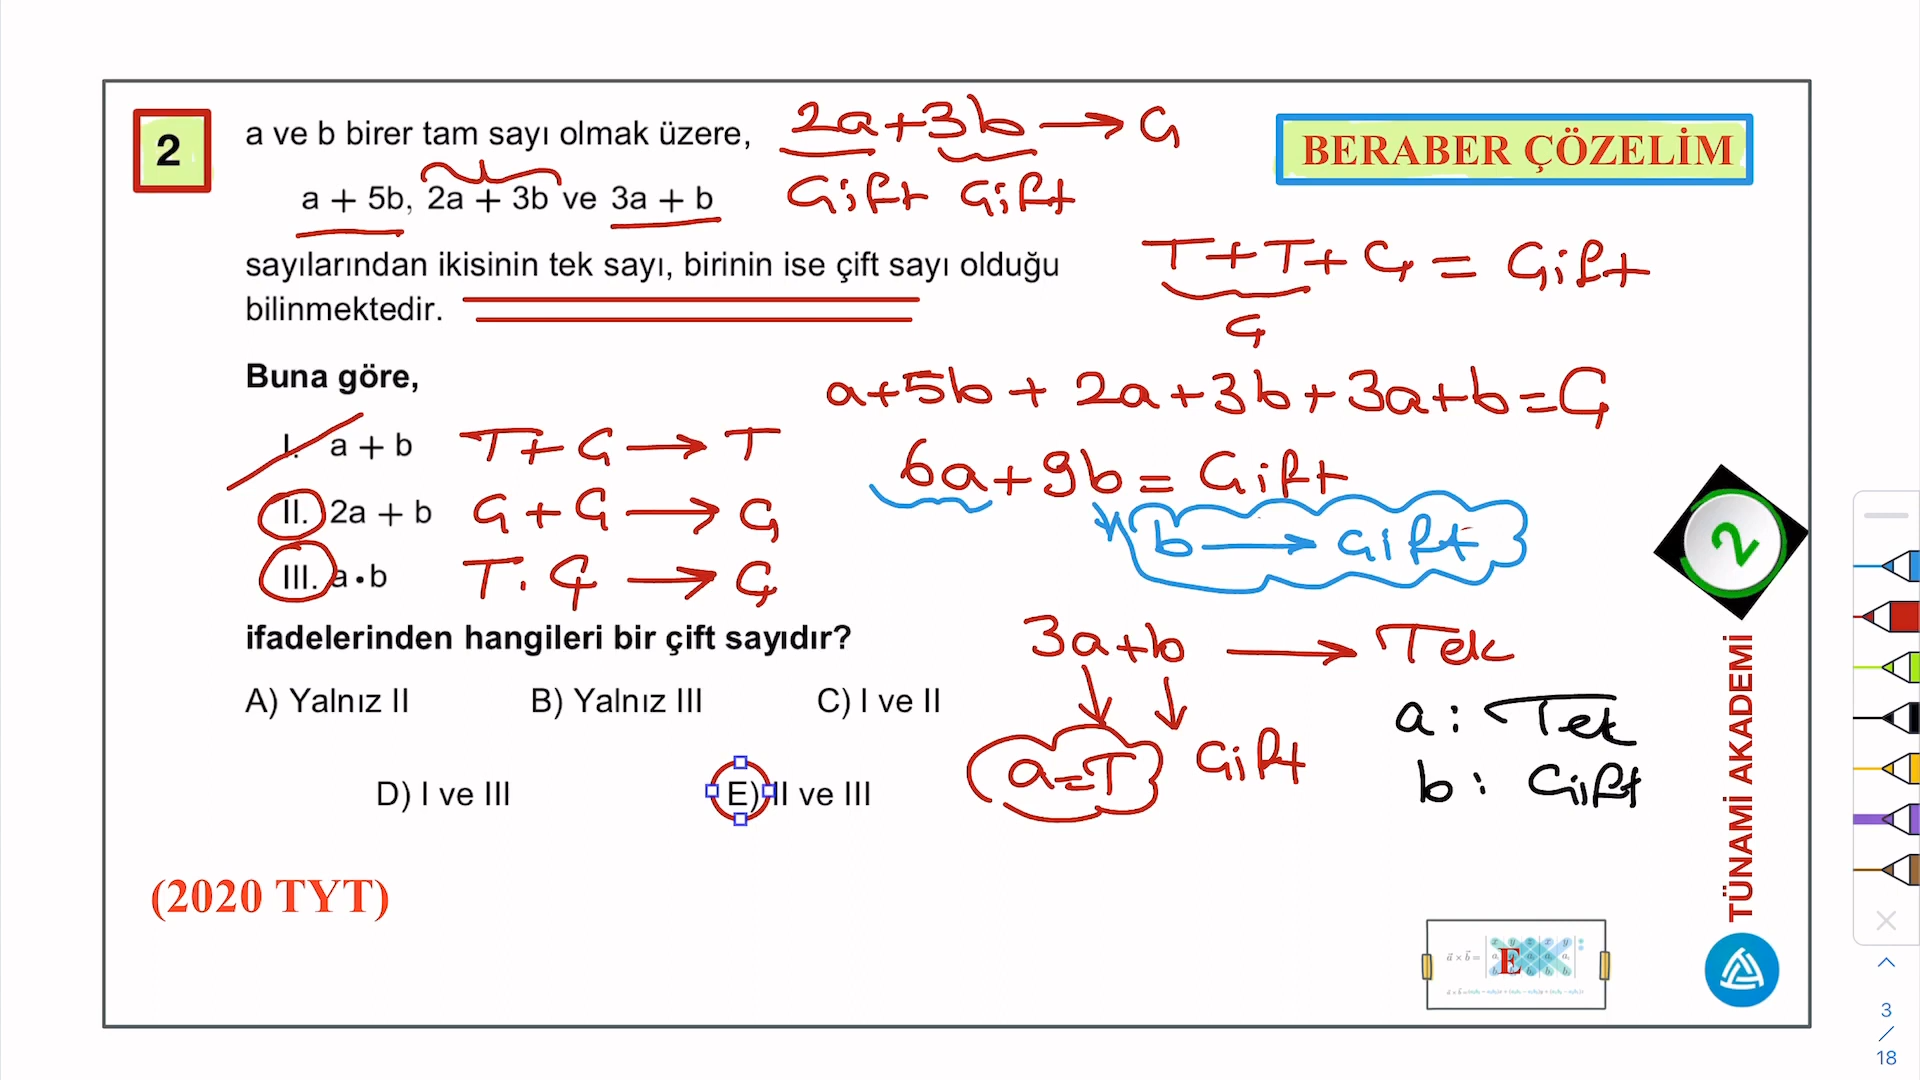 2
a ve b birer tam sayı olmak üzere,
a + 5b, 2a + 3b ve 3a + b
sayılarından ikisinin tek sayı, birinin ise çift sayı olduğu
bilinmektedir.
Buna göre,
I. a + b T+Ç → T
II. 2a + b Ç+Ç → Ç
III. a • b T.Ç → Ç
ifadelerinden hangileri bir çift sayıdır?
A) Yalnız II B) Yalnız III C) I ve II
D) I ve III E) II ve III
(2020 TYT)
2a+3b → Ç
Çift Çift
BERABER ÇÖZELİM
T+T+Ç = Çift
Ç
a+5b + 2a+3b+3a+b=Ç
6a+9b = Çift
b → Çift
3a+b → Tek
a=T Çift
a: Tek
b: Çift
2
TÜNAMİ AKADEMİ
E
3
/
18